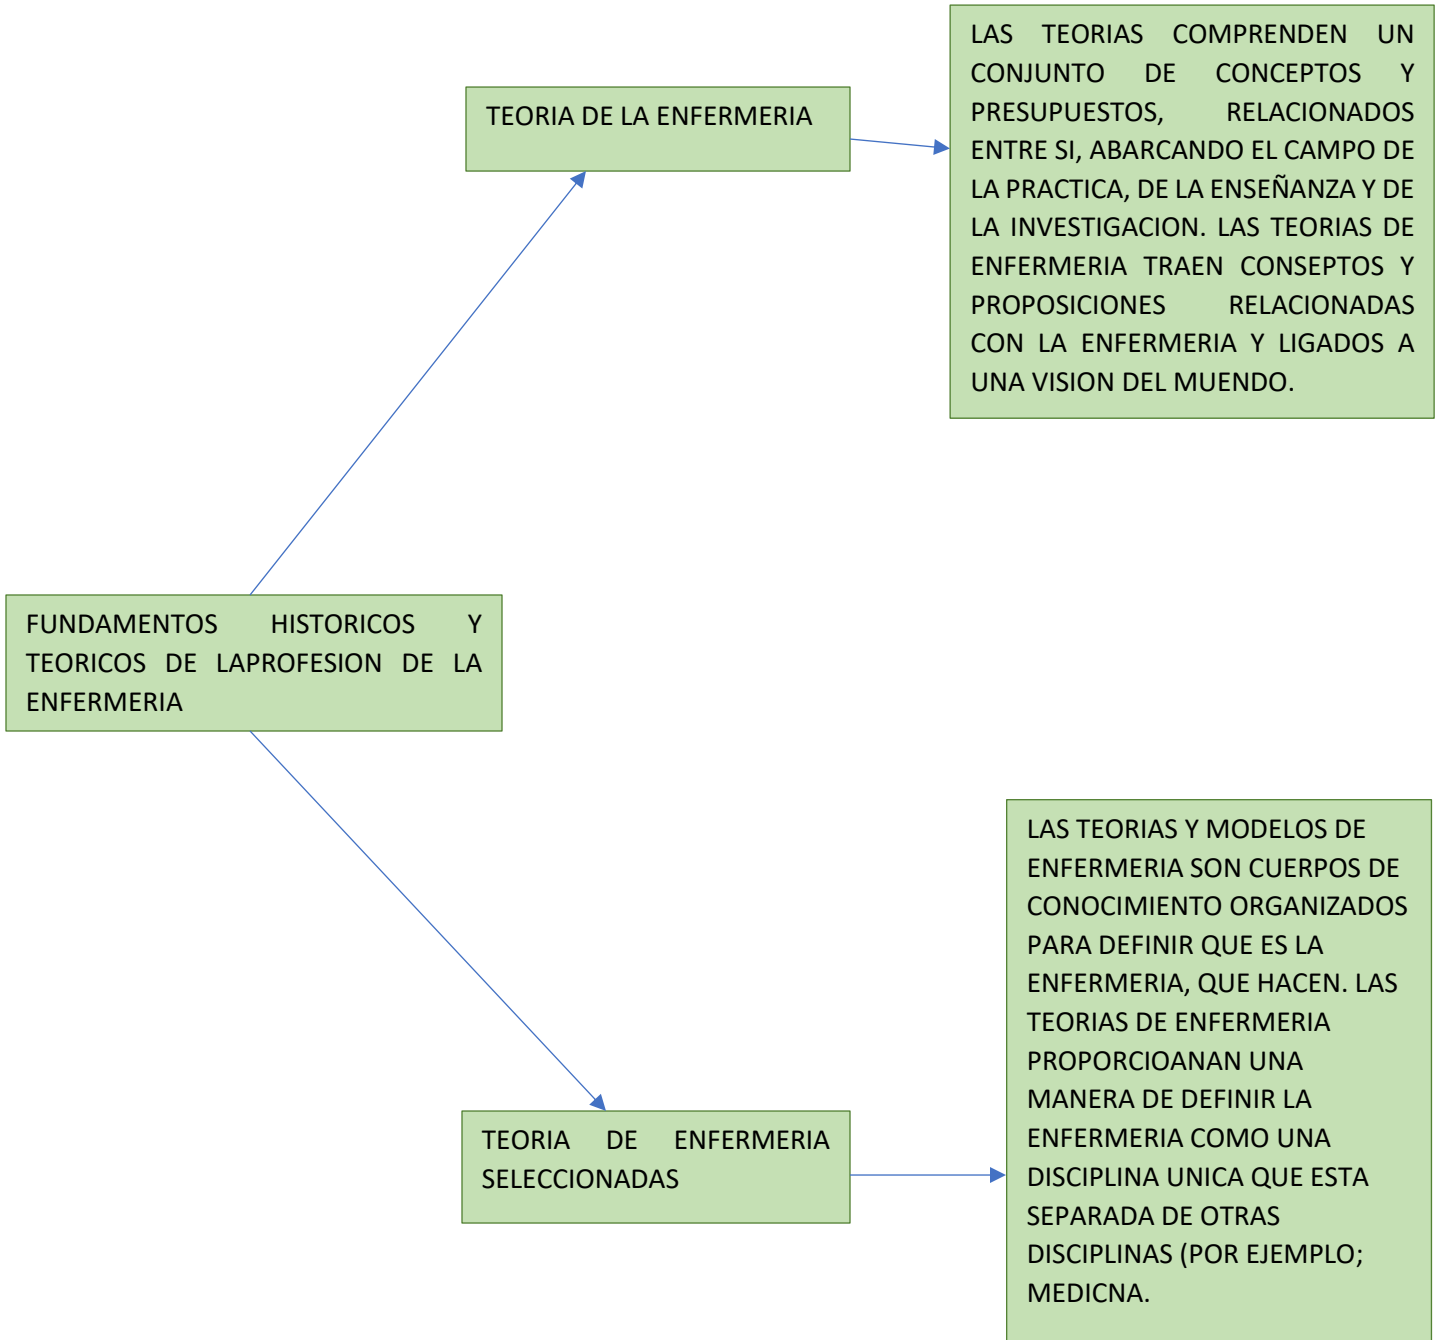 LAS TEORIAS COMPRENDEN UN
CONJUNTO DE CONCEPTOS Y
PRESUPUESTOS, RELACIONADOS
ENTRE SI, ABARCANDO EL CAMPO DE
LA PRACTICA, DE LA ENSEÑANZA Y DE
LA INVESTIGACION. LAS TEORIAS DE
ENFERMERIA TRAEN CONSEPTOS Y
PROPOSICIONES RELACIONADAS
CON LA ENFERMERIA Y LIGADOS A
UNA VISION DEL MUENDO.
TEORIA DE LA ENFERMERIA
FUNDAMENTOS HISTORICOS Y
TEORICOS DE LAPROFESION DE LA
ENFERMERIA
LAS TEORIAS Y MODELOS DE
ENFERMERIA SON CUERPOS DE
CONOCIMIENTO ORGANIZADOS
PARA DEFINIR QUE ES LA
ENFERMERIA, QUE HACEN. LAS
TEORIAS DE ENFERMERIA
PROPORCIOANAN UNA
MANERA DE DEFINIR LA
ENFERMERIA COMO UNA
DISCIPLINA UNICA QUE ESTA
SEPARADA DE OTRAS
DISCIPLINAS (POR EJEMPLO;
MEDICNA.
TEORIA DE ENFERMERIA
SELECCIONADAS